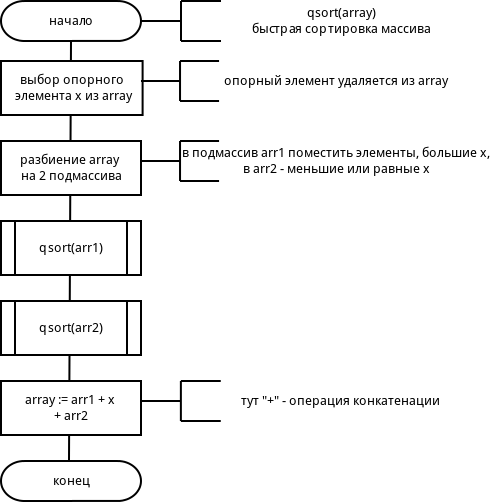 начало
qsort(array)
быстрая сортировка массива
выбор опорного
элемента x из array
опорный элемент удаляется из array
разбиение array
на 2 подмассива
в подмассив arr1 поместить элементы, большие x,
в arr2 - меньшие или равные x
qsort(arr1)
qsort(arr2)
array := arr1 + x
+ arr2
тут "+" - операция конкатенации
конец